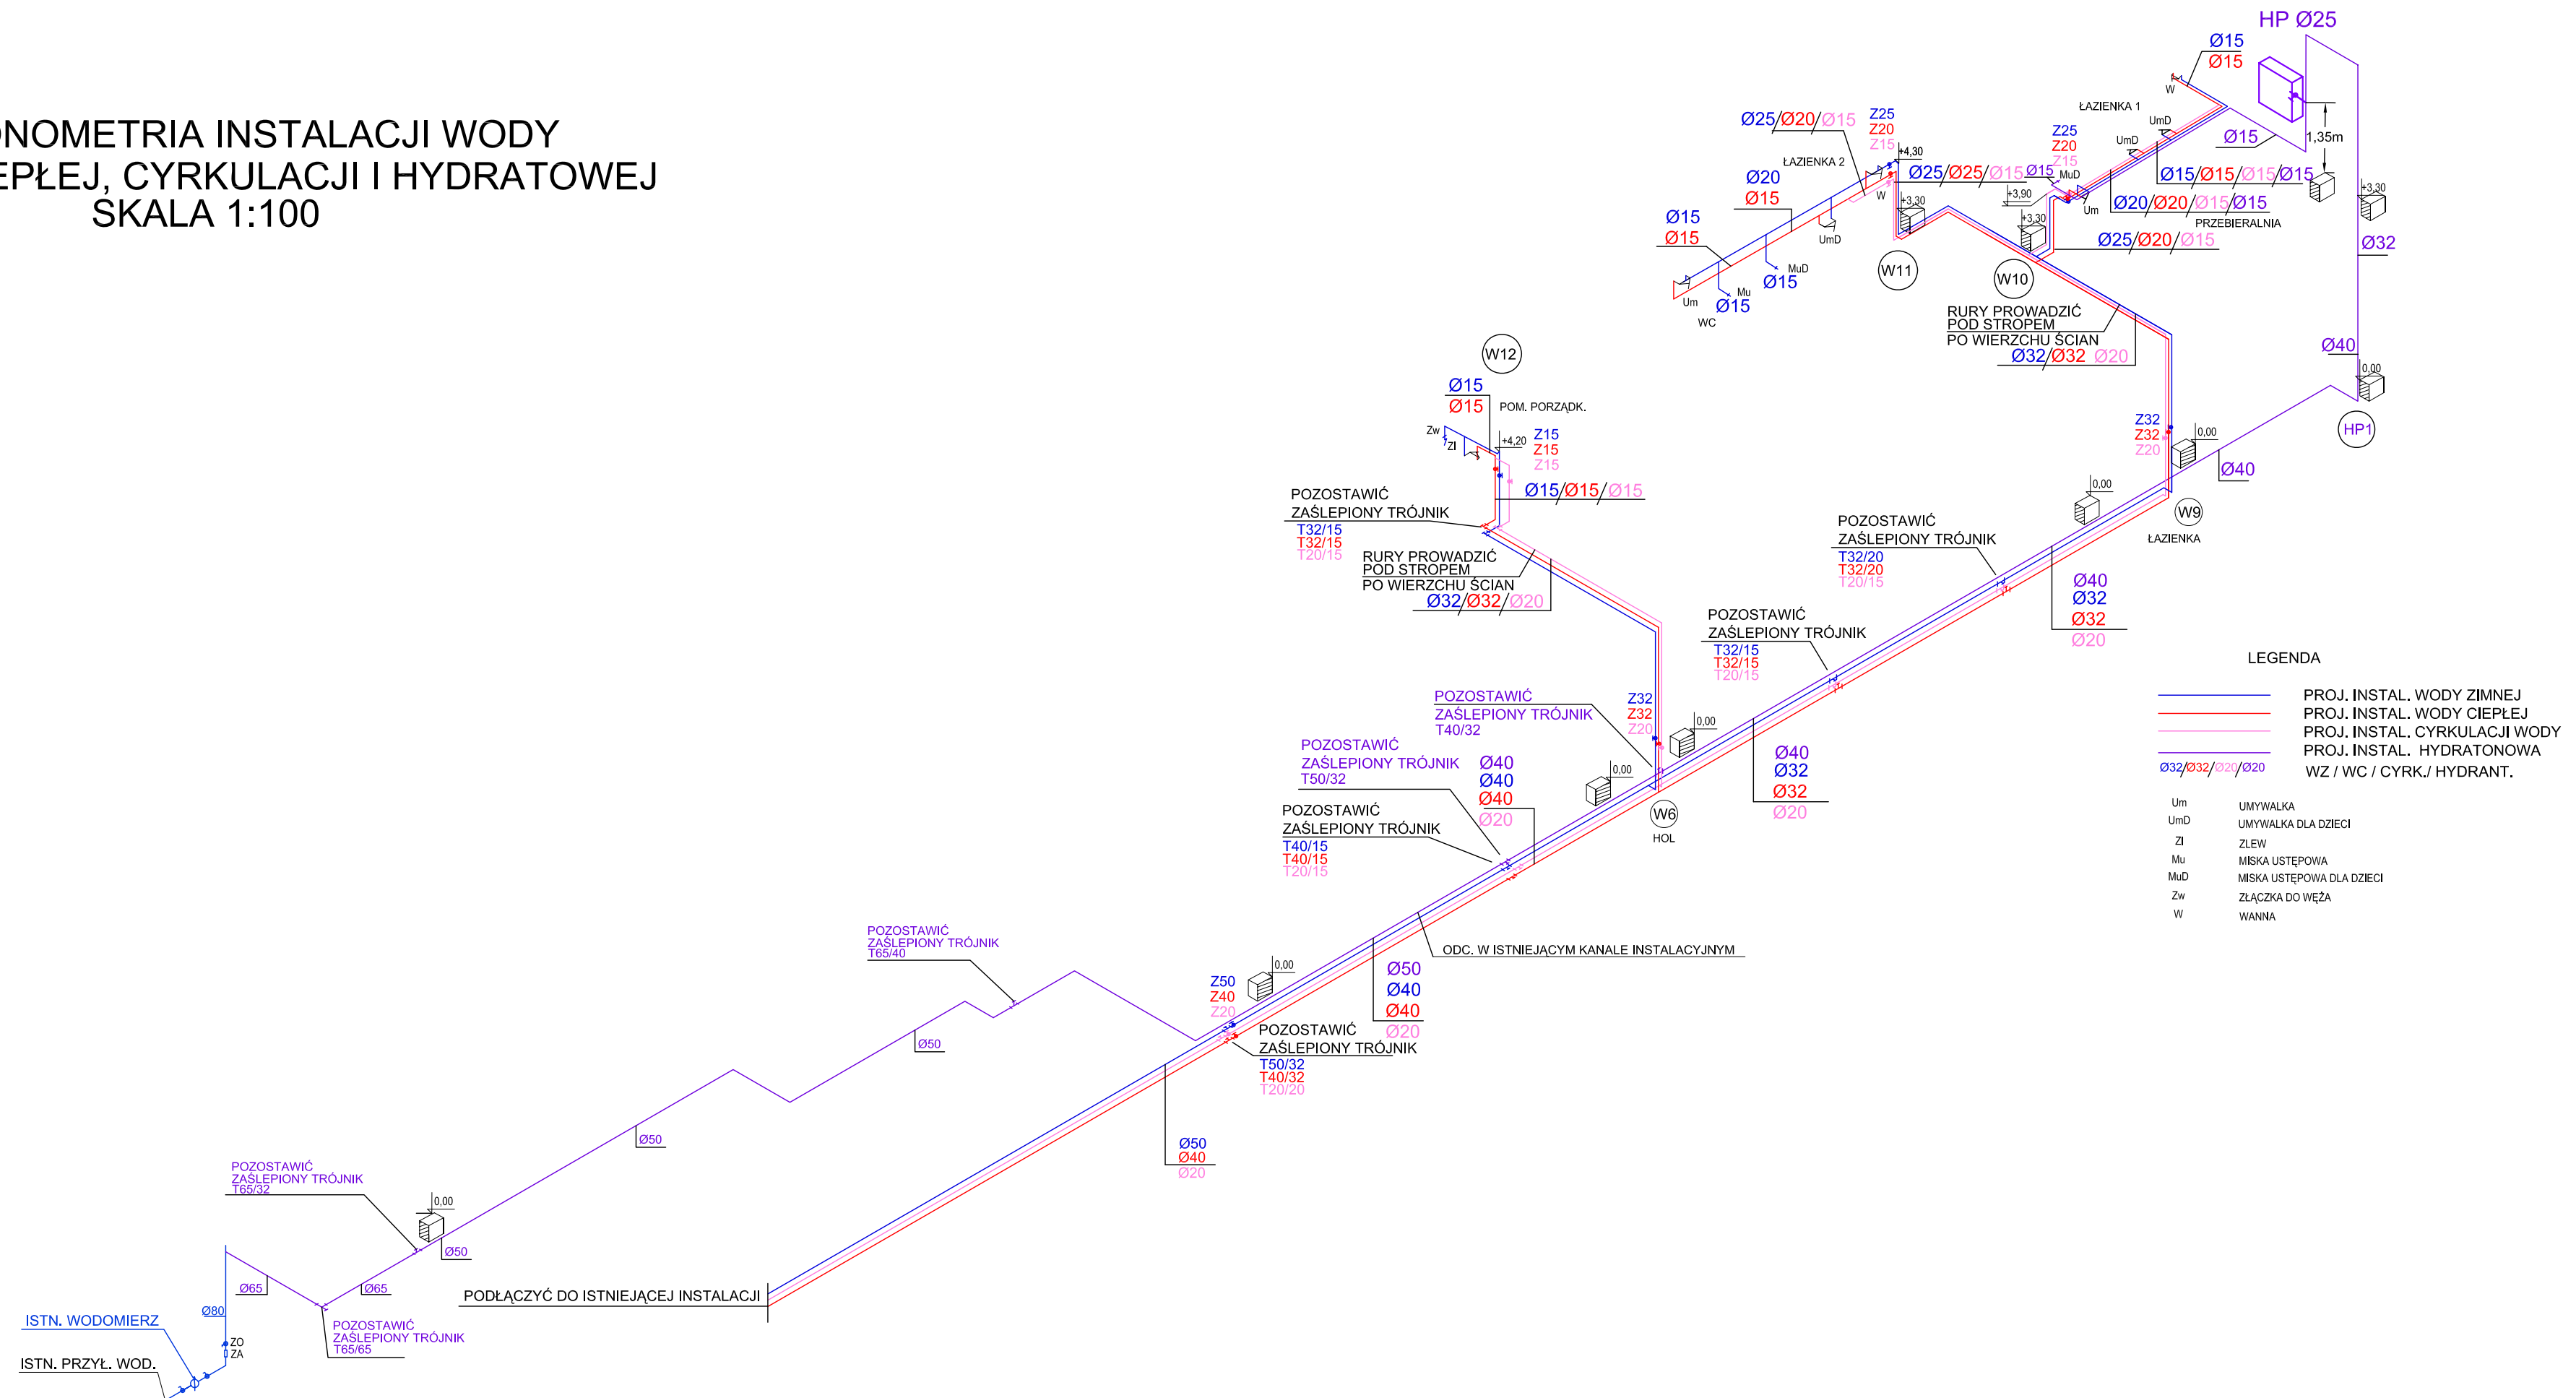 ONOMETRIA INSTALACJI WODY
EPŁEJ, CYRKULACJI I HYDRATOWEJ
SKALA 1:100
HP Ø25
Ø15
Ø15
W
ŁAZIENKA 1
UmD
UmD
Ø15
1,35m
Z25
Z20
Z15
Ø15
MuD
+3,90
+3,30
Um
Ø15/Ø15/Ø15/Ø15
Ø20/Ø20/Ø15/Ø15
PRZEBIERALNIA
Ø25/Ø20/Ø15
+3,30
Ø32
Ø40
0,00
HP1
Ø25/Ø20/Ø15
Z25
Z20
Z15
+4,30
ŁAZIENKA 2
Ø25/Ø25/Ø15
W
+3,30
Ø20
Ø15
Ø15
Ø15
UmD
MuD
Ø15
Mu
Ø15
Um
WC
W11
W10
RURY PROWADZIĆ
POD STROPEM
PO WIERZCHU ŚCIAN
Ø32/Ø32 Ø20
W12
Ø15
Ø15
POM. PORZĄDK.
Zw
Zl
+4,20
Z15
Z15
Z15
Ø15/Ø15/Ø15
POZOSTAWIĆ
ZAŚLEPIONY TRÓJNIK
T32/15
T32/15
T20/15
RURY PROWADZIĆ
POD STROPEM
PO WIERZCHU ŚCIAN
Ø32/Ø32/Ø20
Z32
Z32
Z20
0,00
Ø40
W9
ŁAZIENKA
0,00
POZOSTAWIĆ
ZAŚLEPIONY TRÓJNIK
T32/20
T32/20
T20/15
Ø40
Ø32
Ø32
Ø20
POZOSTAWIĆ
ZAŚLEPIONY TRÓJNIK
T32/15
T32/15
T20/15
POZOSTAWIĆ
ZAŚLEPIONY TRÓJNIK
T40/32
Z32
Z32
Z20
0,00
Ø40
Ø32
Ø32
Ø20
POZOSTAWIĆ
ZAŚLEPIONY TRÓJNIK
T50/32
Ø40
Ø40
Ø40
Ø20
0,00
W6
HOL
POZOSTAWIĆ
ZAŚLEPIONY TRÓJNIK
T40/15
T40/15
T20/15
LEGENDA
PROJ. INSTAL. WODY ZIMNEJ
PROJ. INSTAL. WODY CIEPŁEJ
PROJ. INSTAL. CYRKULACJI WODY
PROJ. INSTAL. HYDRATONOWA
Ø32/Ø32/Ø20/Ø20 WZ / WC / CYRK./ HYDRANT.
Um UMYWALKA
UmD UMYWALKA DLA DZIECI
Zl ZLEW
Mu MISKA USTĘPOWA
MuD MISKA USTĘPOWA DLA DZIECI
Zw ZŁĄCZKA DO WĘŻA
W WANNA
POZOSTAWIĆ
ZAŚLEPIONY TRÓJNIK
T65/40
ODC. W ISTNIEJĄCYM KANALE INSTALACYJNYM
Z50
Z40
Z20
0,00
Ø50
Ø40
Ø40
Ø20
POZOSTAWIĆ
ZAŚLEPIONY TRÓJNIK
T50/32
T40/32
T20/20
Ø50
Ø50
Ø50
Ø40
Ø20
POZOSTAWIĆ
ZAŚLEPIONY TRÓJNIK
T65/32
0,00
Ø50
Ø65
Ø65
PODŁĄCZYĆ DO ISTNIEJĄCEJ INSTALACJI
Ø80
ISTN. WODOMIERZ
ZO
ZA
POZOSTAWIĆ
ZAŚLEPIONY TRÓJNIK
T65/65
ISTN. PRZYŁ. WOD.